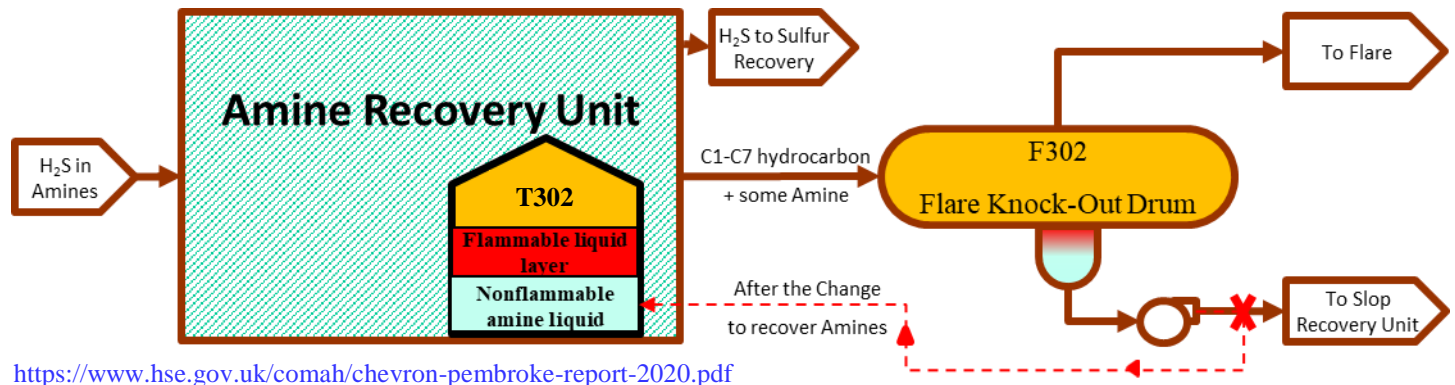 H₂S to Sulfur
Recovery
To Flare
Amine Recovery Unit
H₂S in
Amines
C1-C7 hydrocarbon
+ some Amine
F302
Flare Knock-Out Drum
T302
Flammable liquid
layer
Nonflammable
amine liquid
After the Change
to recover Amines
To Slop
Recovery Unit
https://www.hse.gov.uk/comah/chevron-pembroke-report-2020.pdf